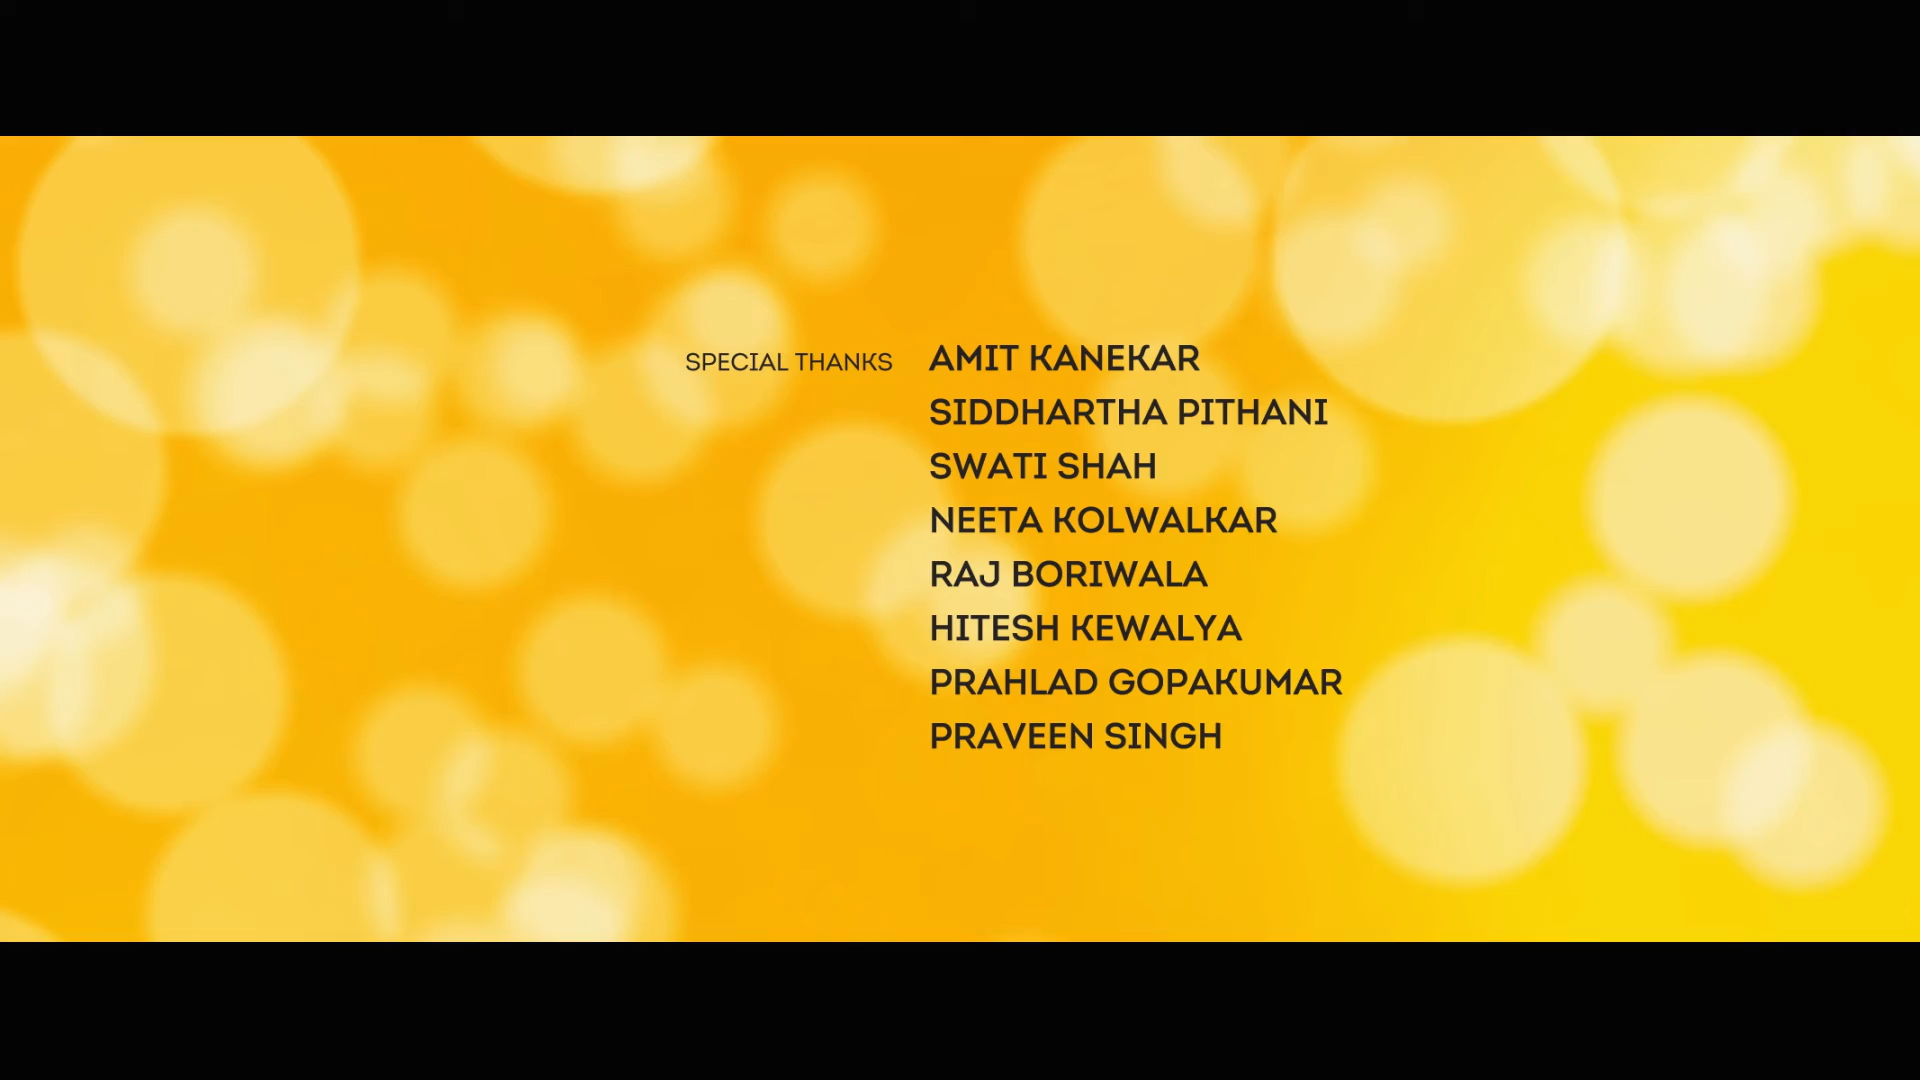 SPECIAL THANKS AMIT KANEKAR
SIDDHARTHA PITHANI
SWATI SHAH
NEETA KOLWALKAR
RAJ BORIWALA
HITESH KEWALYA
PRAHLAD GOPAKUMAR
PRAVEEN SINGH